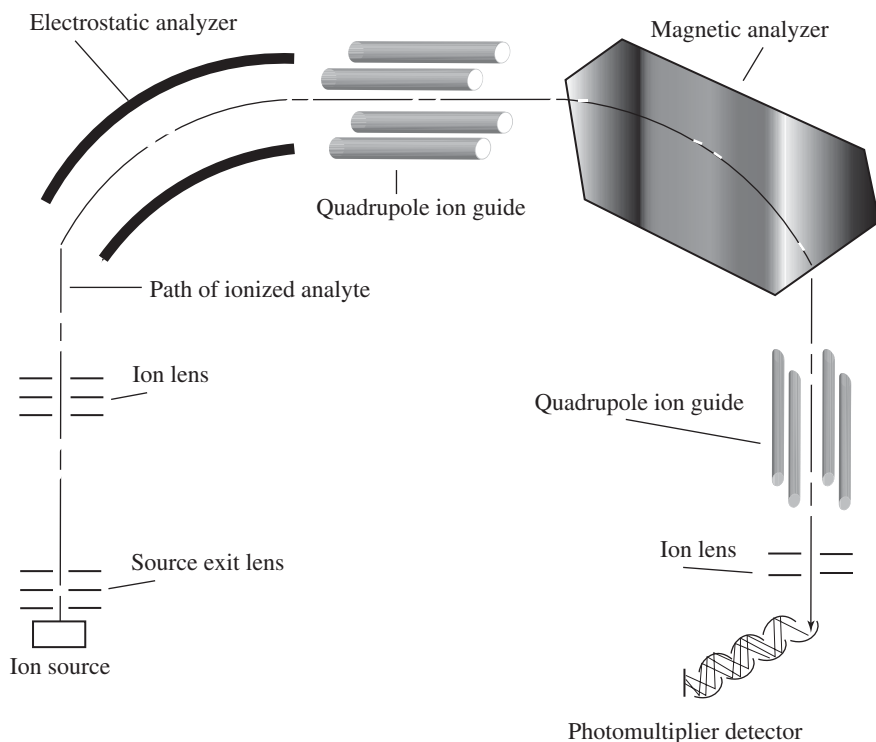 Electrostatic analyzer
Magnetic analyzer
Quadrupole ion guide
Path of ionized analyte
Ion lens
Quadrupole ion guide
Source exit lens
Ion lens
Ion source
Photomultiplier detector